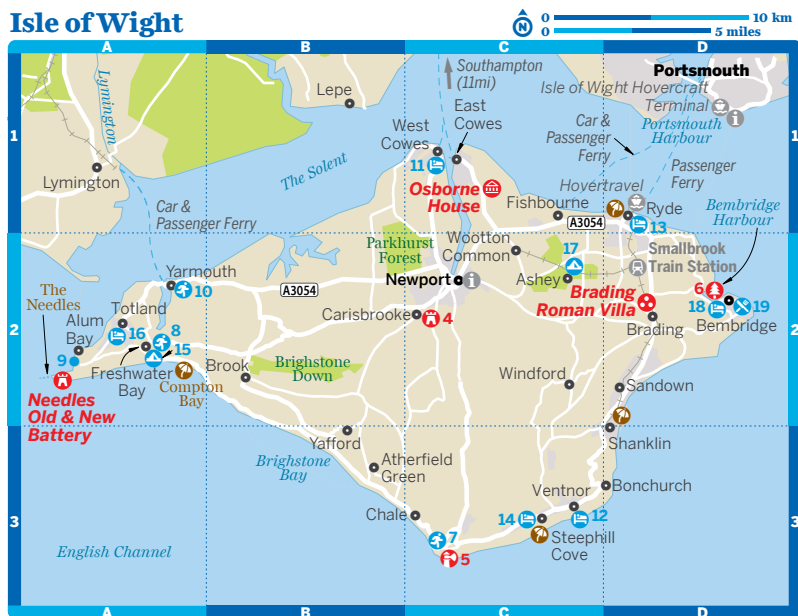 Isle of Wight
0 10 km
0 5 miles
A B C D
Portsmouth
Southampton
(11mi)
Isle of Wight Hovercraft
Terminal
Lymington
Lepe
East
Cowes
Car &
Passenger
Ferry
Portsmouth
Harbour
1 1
West
Cowes
The Solent
11
Passenger
Ferry
Lymington
Osborne
House
Hovertravel
Fishbourne
Ryde
Bembridge
Harbour
Car &
Passenger Ferry
A3054
13
Parkhurst
Forest
Wootton
Common
17
Smallbrook
Train Station
The
Needles
Yarmouth
10
A3054
Newport
Ashey
Brading
Roman Villa
6
Totland
Carisbrooke
4
18
19
Bembridge
Alum
Bay
16
8
15
Brading
2 2
9
Freshwater
Bay
Compton
Bay
Brook
Brighstone
Down
Windford
Sandown
Needles
Old & New
Battery
Yafford
Shanklin
Brighstone
Bay
Atherfield
Green
Ventnor
Bonchurch
Chale
14
12
3 3
7
Steephill
Cove
English Channel
5
A B C D